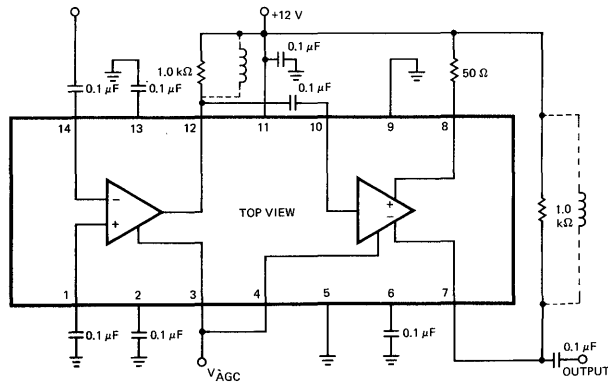 +12 V
0.1 µF
1.0 kΩ
0.1 µF
50 Ω
0.1 µF
0.1 µF
14
13
12
11
10
9
8
−
+
TOP VIEW
+
−
1.0
kΩ
1
2
3
4
5
6
7
0.1 µF
0.1 µF
0.1 µF
0.1 µF
VAGC
OUTPUT